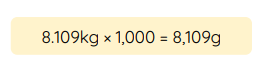 8.109kg × 1,000 = 8,109g